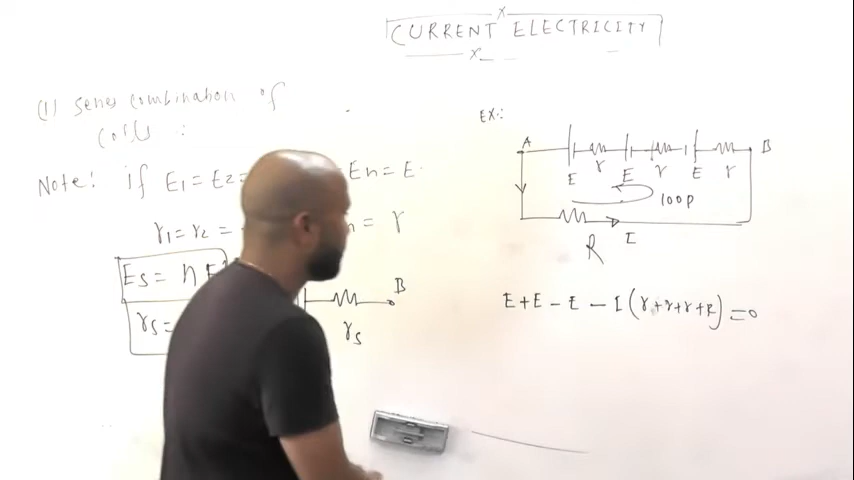 CURRENT ELECTRICITY
(1) Series combination of
cells :
Note: if E1 = E2 = En = E
r1 = r2 = = r
Es = nE
rs =
B
rs
EX:
A B
E r E r E r
loop
R I
E + E - E - I (r+r+r+R) = 0